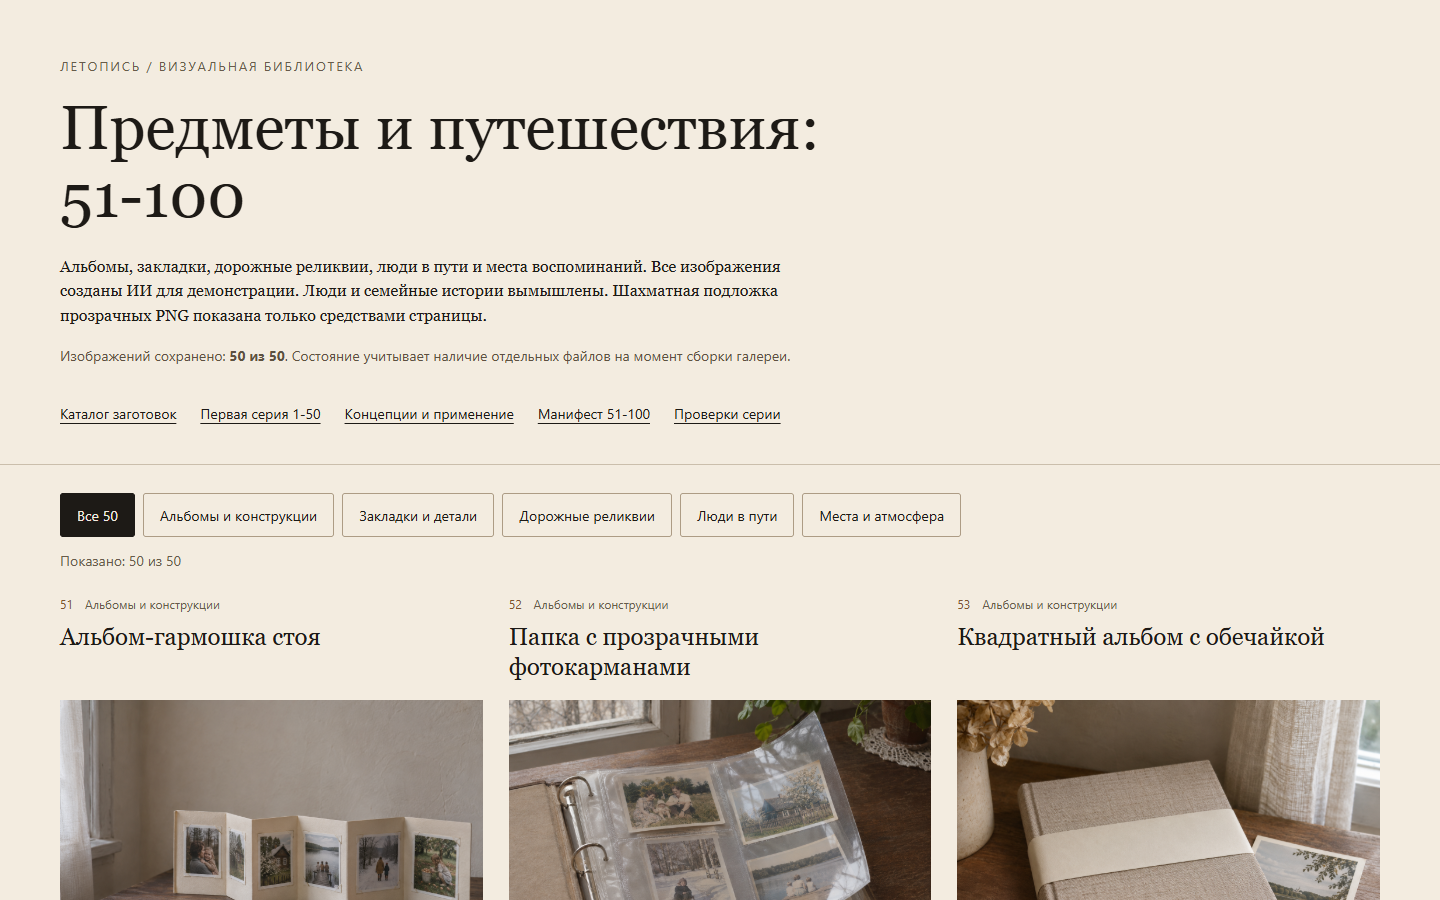 ЛЕТОПИСЬ / ВИЗУАЛЬНАЯ БИБЛИОТЕКА
Предметы и путешествия:
51-100
Альбомы, закладки, дорожные реликвии, люди в пути и места воспоминаний. Все изображения
созданы ИИ для демонстрации. Люди и семейные истории вымышлены. Шахматная подложка
прозрачных PNG показана только средствами страницы.
Изображений сохранено: 50 из 50. Состояние учитывает наличие отдельных файлов на момент сборки галереи.
Каталог заготовок Первая серия 1-50 Концепции и применение Манифест 51-100 Проверки серии
Все 50 Альбомы и конструкции Закладки и детали Дорожные реликвии Люди в пути Места и атмосфера
Показано: 50 из 50
51 Альбомы и конструкции
Альбом-гармошка стоя
52 Альбомы и конструкции
Папка с прозрачными
фотокарманами
53 Альбомы и конструкции
Квадратный альбом с обечайкой